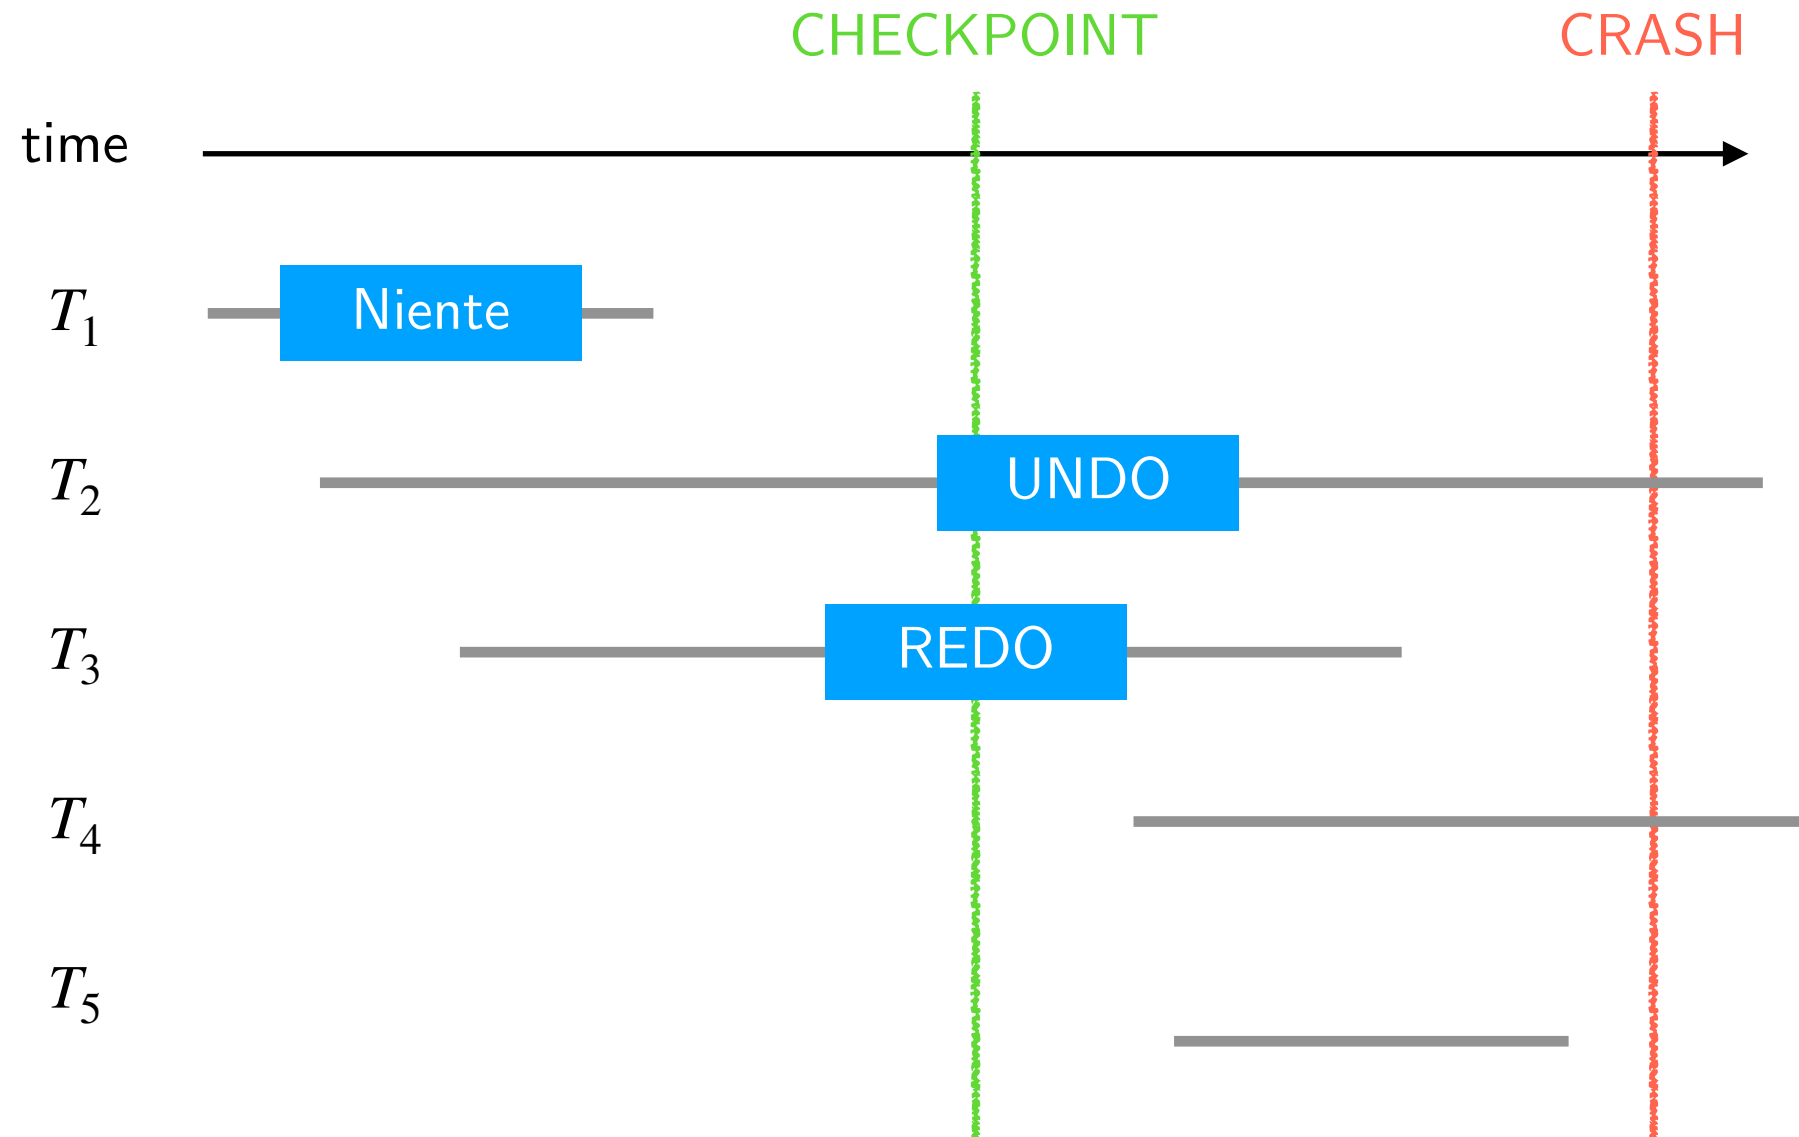 CHECKPOINT CRASH
time
T1 Niente
T2 UNDO
T3 REDO
T4
T5